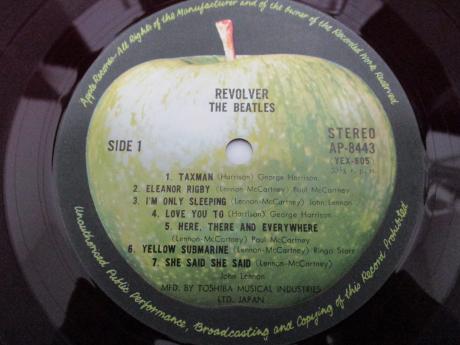 Apple Records-All Rights of the Manufacturer and of the Owner of the Recorded Work Reserved
REVOLVER
THE BEATLES
SIDE 1
STEREO
AP-8443
(YEX-605)
33⅓ r.p.m.
1. TAXMAN (Harrison) George Harrison
2. ELEANOR RIGBY (Lennon-McCartney) Paul McCartney
3. I'M ONLY SLEEPING (Lennon-McCartney) John Lennon
4. LOVE YOU TO (Harrison) George Harrison
5. HERE, THERE AND EVERYWHERE
(Lennon-McCartney) Paul McCartney
6. YELLOW SUBMARINE (Lennon-McCartney) Ringo Starr
7. SHE SAID SHE SAID (Lennon-McCartney)
John Lennon
MFD. BY TOSHIBA MUSICAL INDUSTRIES
LTD. JAPAN
Unauthorised Public Performance, Broadcasting and Copying of this Record Prohibited